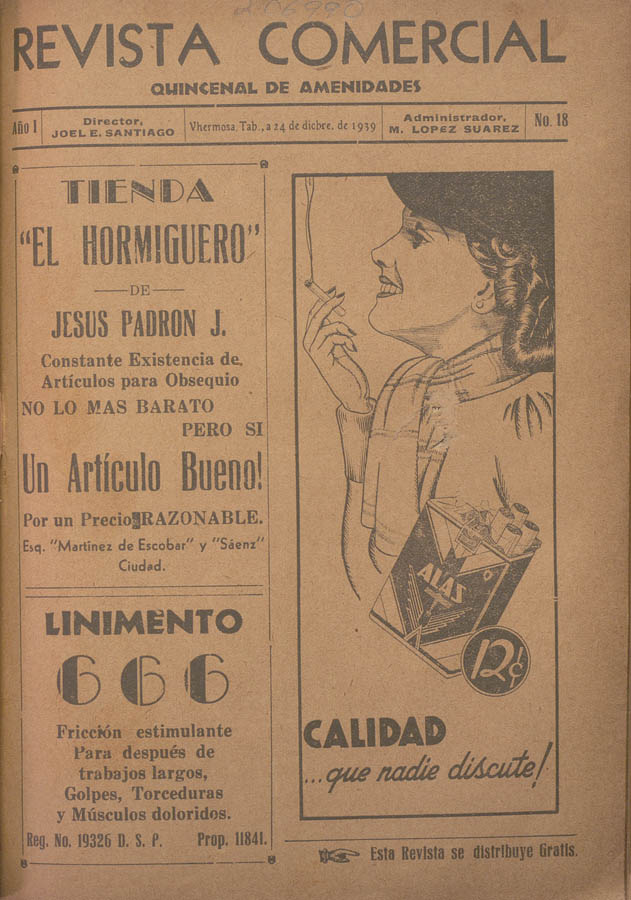 REVISTA COMERCIAL
QUINCENAL DE AMENIDADES
Año I
Director,
JOEL E. SANTIAGO
Vhermosa, Tab., a 24 de dicbre. de 1939
Administrador,
M. LOPEZ SUAREZ
No. 18
TIENDA
"EL HORMIGUERO"
DE
JESUS PADRON J.
Constante Existencia de
Artículos para Obsequio
NO LO MAS BARATO
PERO SI
Un Artículo Bueno!
Por un Precio RAZONABLE.
Esq. "Martínez de Escobar" y "Sáenz"
Ciudad.
LINIMENTO
666
Fricción estimulante
Para después de
trabajos largos,
Golpes, Torceduras
y Músculos doloridos.
Reg. No. 19326 D. S. P. Prop. 11841.
ALAS
12 ¢
CALIDAD
...que nadie discute!
Esta Revista se distribuye Gratis.